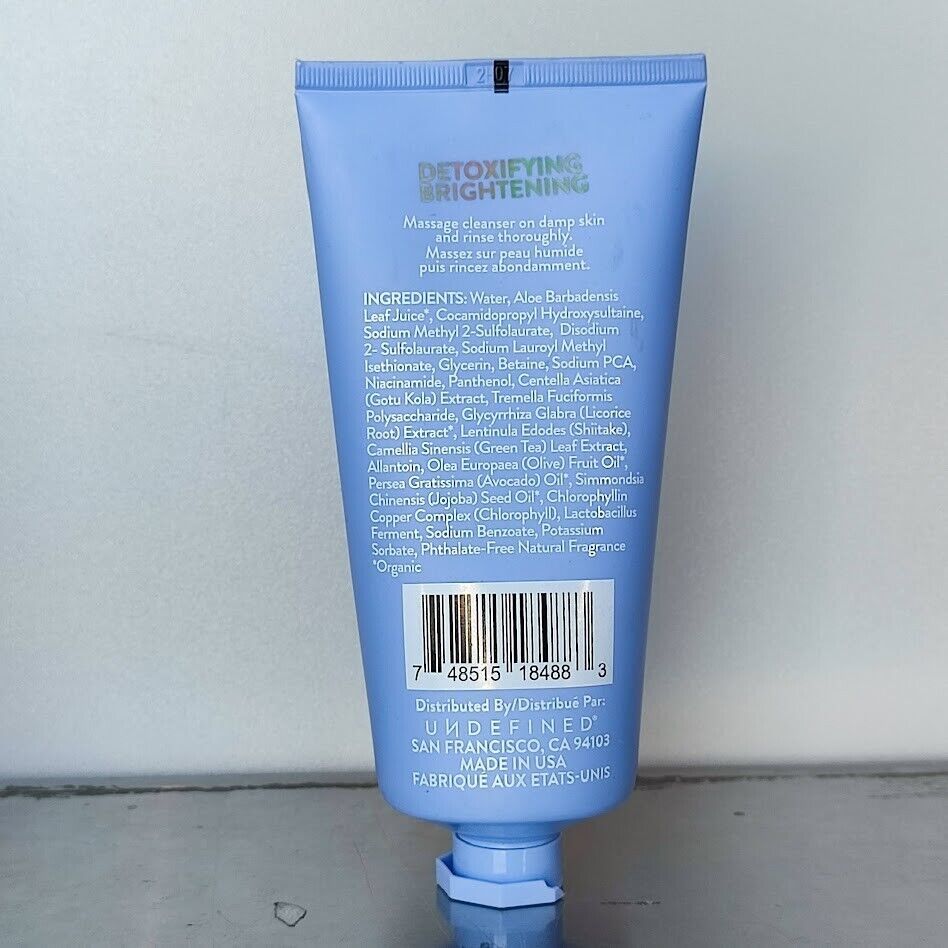 2-07
DETOXIFYING
BRIGHTENING
Massage cleanser on damp skin
and rinse thoroughly.
Massez sur peau humide
puis rincez abondamment.
INGREDIENTS: Water, Aloe Barbadensis
Leaf Juice*, Cocamidopropyl Hydroxysultaine,
Sodium Methyl 2-Sulfolaurate, Disodium
2- Sulfolaurate, Sodium Lauroyl Methyl
Isethionate, Glycerin, Betaine, Sodium PCA,
Niacinamide, Panthenol, Centella Asiatica
(Gotu Kola) Extract, Tremella Fuciformis
Polysaccharide, Glycyrrhiza Glabra (Licorice
Root) Extract*, Lentinula Edodes (Shiitake),
Camellia Sinensis (Green Tea) Leaf Extract,
Allantoin, Olea Europaea (Olive) Fruit Oil*,
Persea Gratissima (Avocado) Oil*, Simmondsia
Chinensis (Jojoba) Seed Oil*, Chlorophyllin
Copper Complex (Chlorophyll), Lactobacillus
Ferment, Sodium Benzoate, Potassium
Sorbate, Phthalate-Free Natural Fragrance
*Organic
7 48515 18488 3
Distributed By/Distribué Par:
UNDEFINED®
SAN FRANCISCO, CA 94103
MADE IN USA
FABRIQUÉ AUX ETATS-UNIS